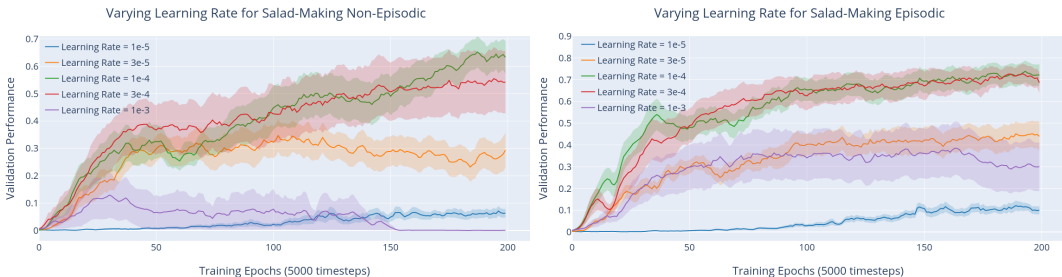 Varying Learning Rate for Salad-Making Non-Episodic
Learning Rate = 1e-5
Learning Rate = 3e-5
Learning Rate = 1e-4
Learning Rate = 3e-4
Learning Rate = 1e-3
Validation Performance
0.7
0.6
0.5
0.4
0.3
0.2
0.1
0
0 50 100 150 200
Training Epochs (5000 timesteps)
Varying Learning Rate for Salad-Making Episodic
Learning Rate = 1e-5
Learning Rate = 3e-5
Learning Rate = 1e-4
Learning Rate = 3e-4
Learning Rate = 1e-3
Validation Performance
0.9
0.8
0.7
0.6
0.5
0.4
0.3
0.2
0.1
0
0 50 100 150 200
Training Epochs (5000 timesteps)